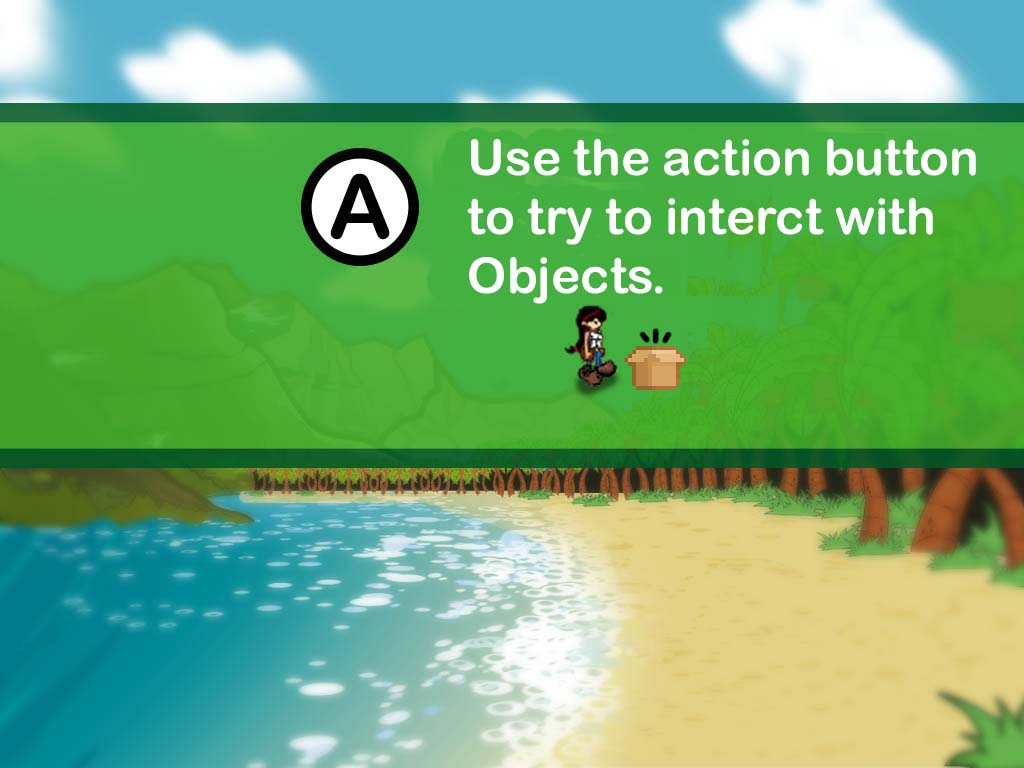 A
Use the action button
to try to interct with
Objects.